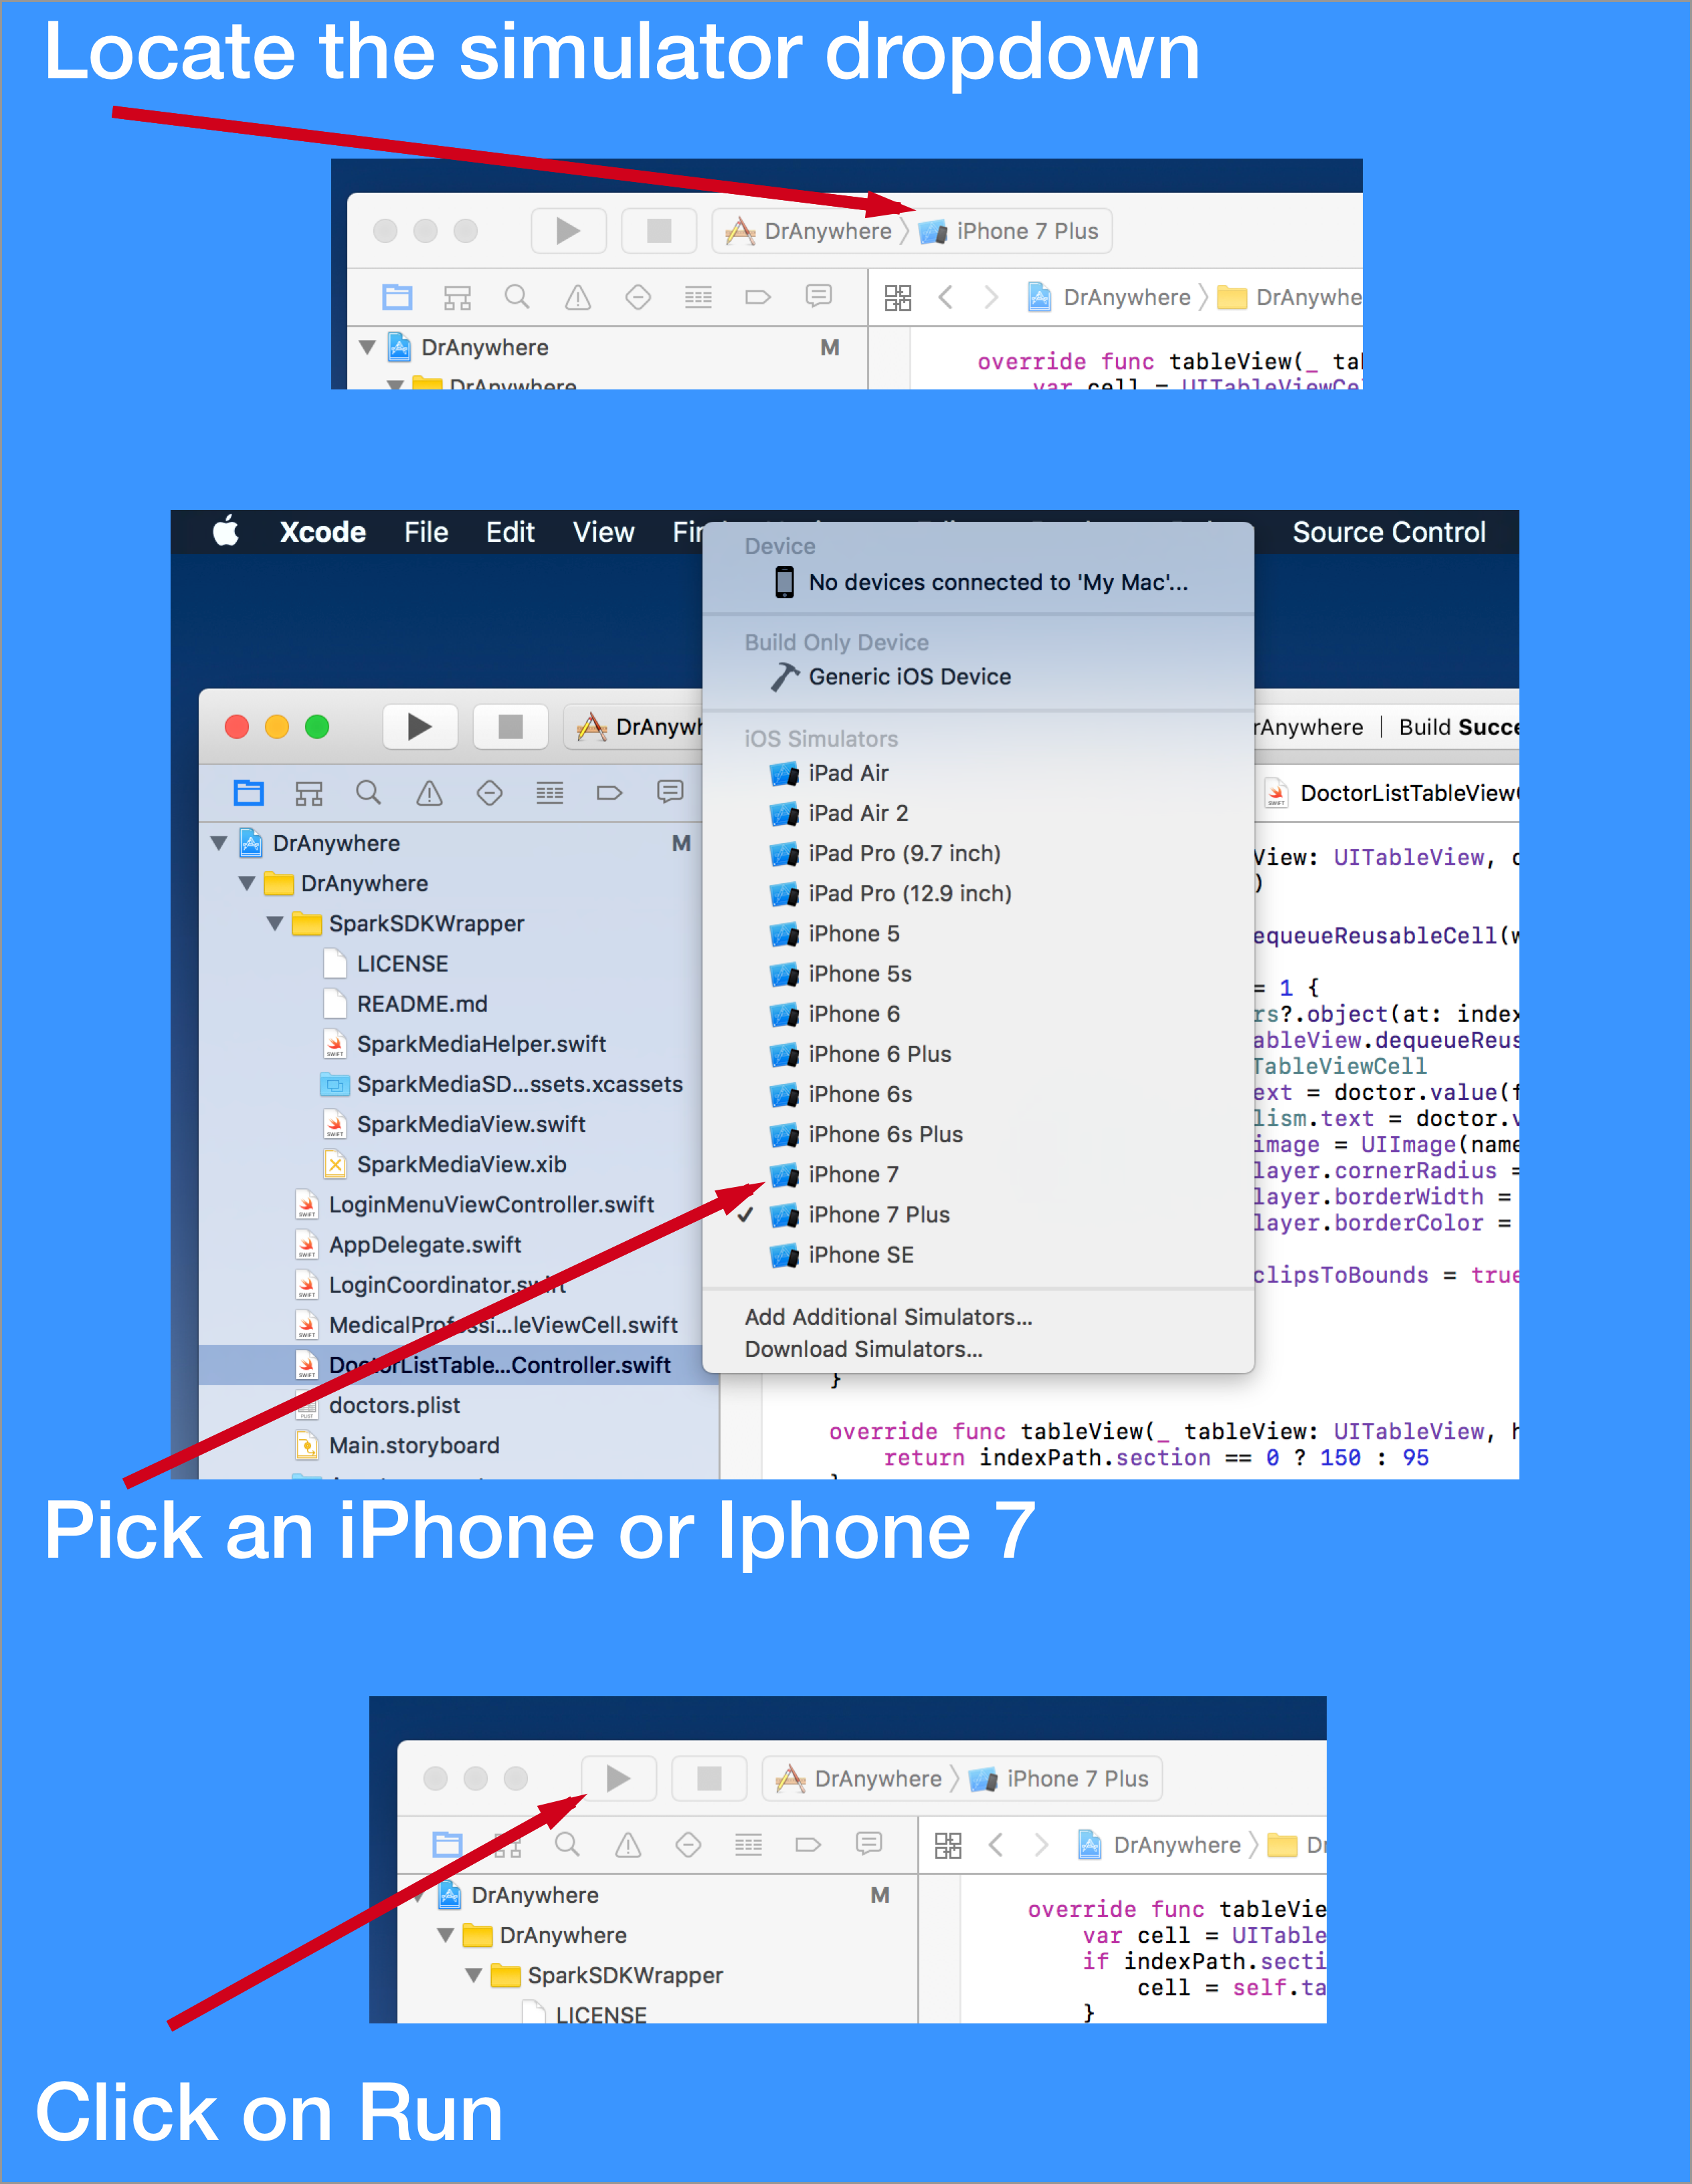 Locate the simulator dropdown
DrAnywhere iPhone 7 Plus
DrAnywhere DrAnywhe
DrAnywhere M
override func tableView(_ tal
DrAnywhere
var cell = UITableViewCe
Xcode File Edit View Fin Source Control
Device
No devices connected to 'My Mac'...
Build Only Device
Generic iOS Device
DrAnywh rAnywhere | Build Succe
iOS Simulators
iPad Air
iPad Air 2
iPad Pro (9.7 inch)
iPad Pro (12.9 inch)
iPhone 5
iPhone 5s
iPhone 6
iPhone 6 Plus
iPhone 6s
iPhone 6s Plus
iPhone 7
iPhone 7 Plus
iPhone SE
Add Additional Simulators...
Download Simulators...
DrAnywhere M
DrAnywhere
SparkSDKWrapper
LICENSE
README.md
SparkMediaHelper.swift
SparkMediaSD...ssets.xcassets
SparkMediaView.swift
SparkMediaView.xib
LoginMenuViewController.swift
AppDelegate.swift
LoginCoordinator.swift
MedicalProfessi...leViewCell.swift
DoctorListTable...Controller.swift
doctors.plist
Main.storyboard
DoctorListTableView
View: UITableView, c
)
equeueReusableCell(w
= 1 {
rs?.object(at: index
ableView.dequeueReus
TableViewCell
ext = doctor.value(f
lism.text = doctor.v
image = UIImage(name
layer.cornerRadius =
layer.borderWidth =
layer.borderColor =
clipsToBounds = true
}
override func tableView(_ tableView: UITableView, h
return indexPath.section == 0 ? 150 : 95
Pick an iPhone or Iphone 7
DrAnywhere iPhone 7 Plus
DrAnywhere Dr
DrAnywhere M
DrAnywhere
SparkSDKWrapper
LICENSE
override func tableVie
var cell = UITable
if indexPath.secti
cell = self.ta
}
Click on Run